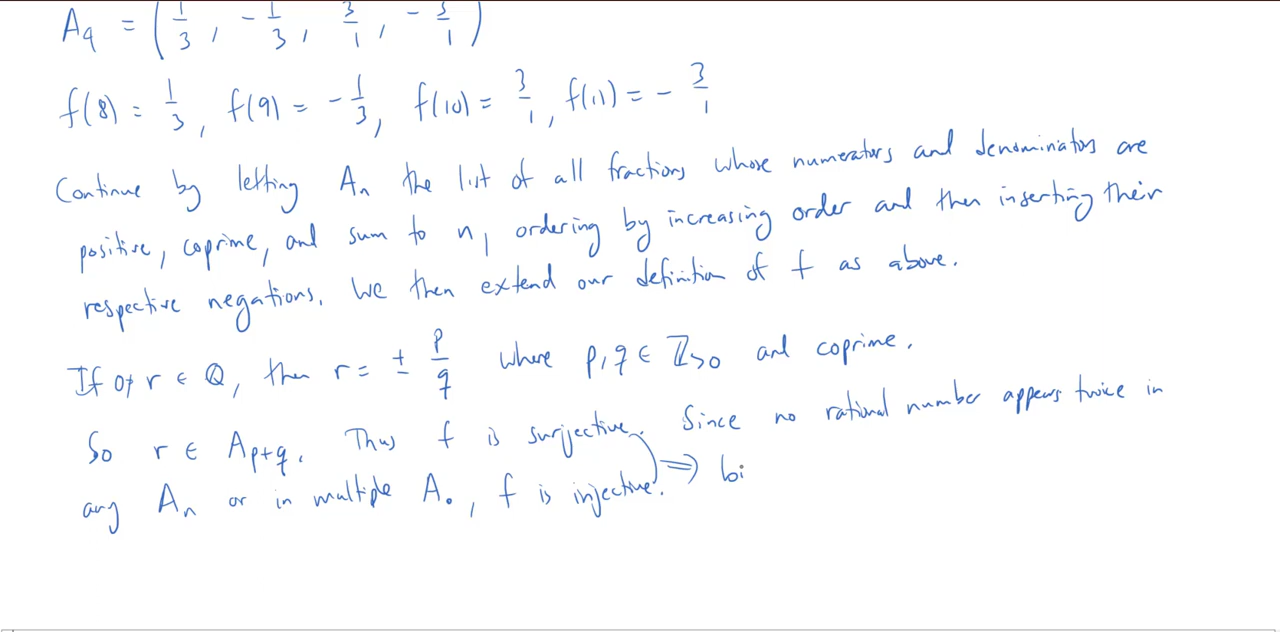 A₄ = (1/3, -1/3, 3/1, -3/1)
f(8) = 1/3, f(9) = -1/3, f(10) = 3/1, f(11) = -3/1
Continue by letting Aₙ the list of all fractions whose numerators and denominators are
positive, coprime, and sum to n, ordering by increasing order and then inserting their
respective negations. We then extend our definition of f as above.
If 0≠r ∈ ℚ, then r = ± p/q where p,q ∈ ℤ>0 and coprime.
So r ∈ Aₚ₊q. Thus f is surjective. Since no rational number appears twice in
any Aₙ or in multiple A₀, f is injective. ⇒ bi